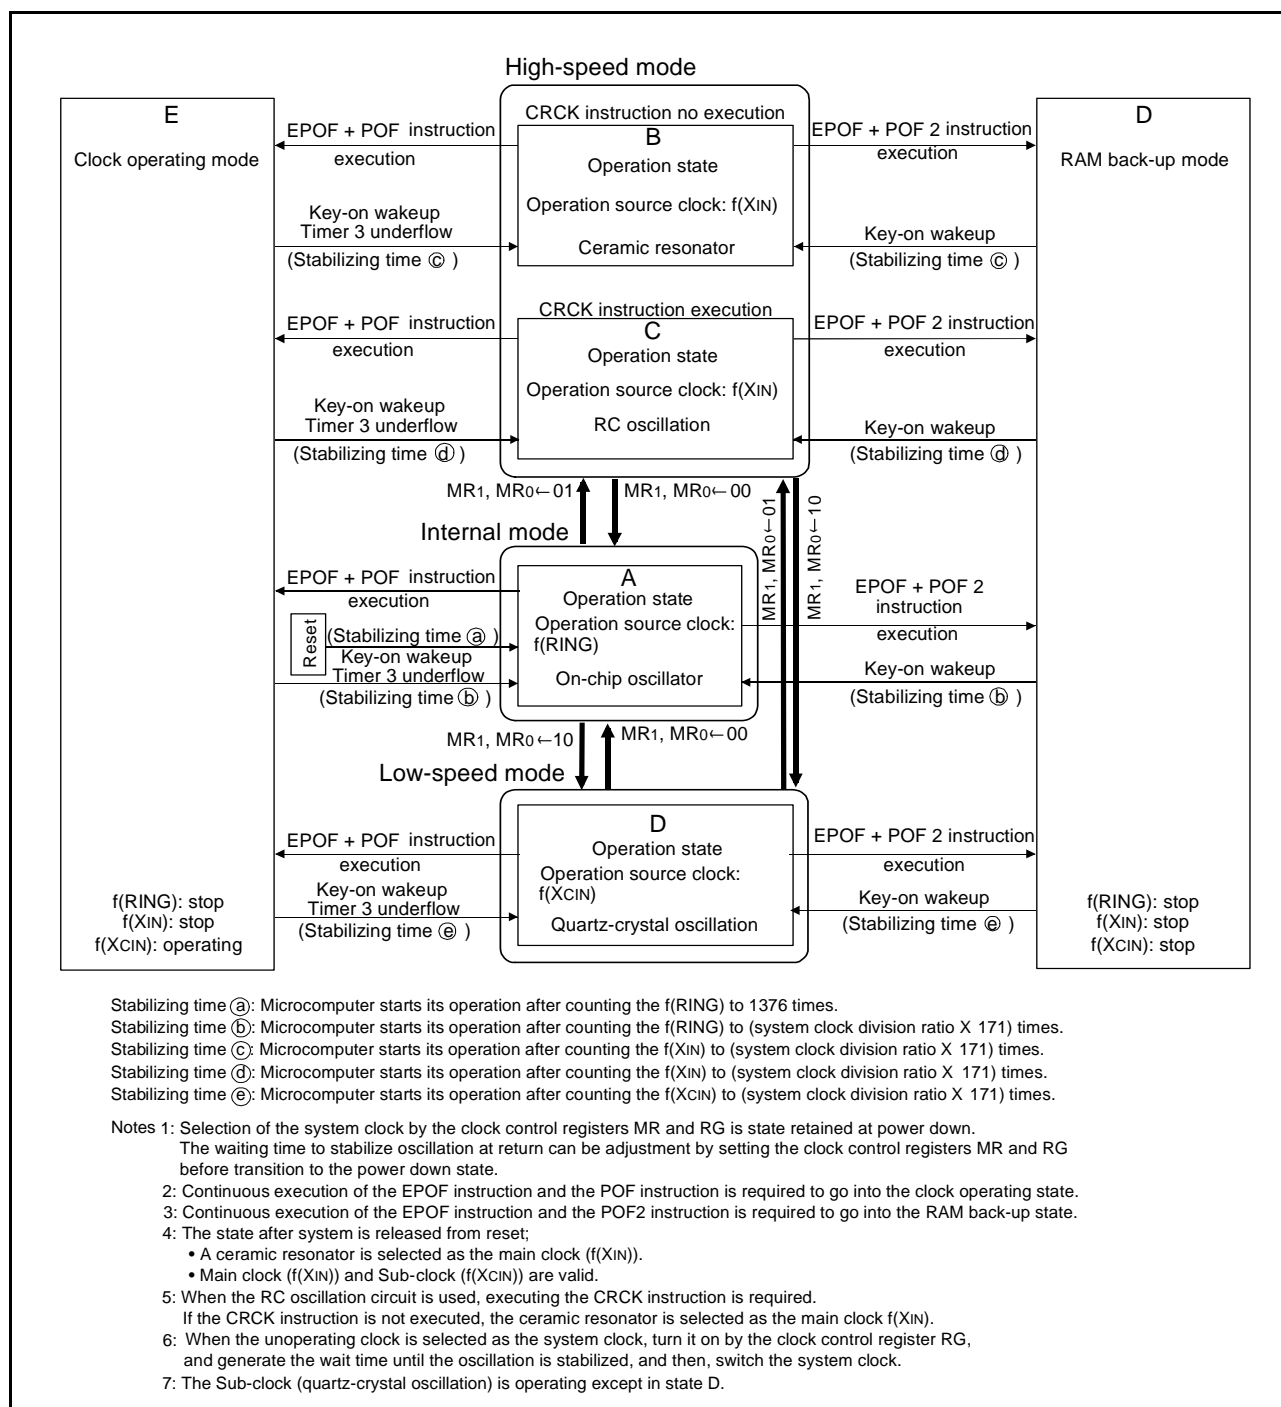 High-speed mode
E
Clock operating mode
EPOF + POF instruction
execution
Key-on wakeup
Timer 3 underflow
(Stabilizing time ⓒ )
CRCK instruction no execution
B
Operation state
Operation source clock: f(XIN)
Ceramic resonator
EPOF + POF 2 instruction
execution
Key-on wakeup
(Stabilizing time ⓒ )
D
RAM back-up mode
EPOF + POF instruction
execution
Key-on wakeup
Timer 3 underflow
(Stabilizing time ⓓ )
CRCK instruction execution
C
Operation state
Operation source clock: f(XIN)
RC oscillation
EPOF + POF 2 instruction
execution
Key-on wakeup
(Stabilizing time ⓓ )
MR1, MR0←01
MR1, MR0←00
MR1, MR0←01
MR1, MR0←10
Internal mode
EPOF + POF instruction
execution
Reset
(Stabilizing time ⓐ )
Key-on wakeup
Timer 3 underflow
(Stabilizing time ⓑ )
A
Operation state
Operation source clock:
f(RING)
On-chip oscillator
EPOF + POF 2
instruction
execution
Key-on wakeup
(Stabilizing time ⓑ )
MR1, MR0←10
MR1, MR0←00
Low-speed mode
EPOF + POF instruction
execution
Key-on wakeup
Timer 3 underflow
(Stabilizing time ⓔ )
D
Operation state
Operation source clock:
f(XCIN)
Quartz-crystal oscillation
EPOF + POF 2 instruction
execution
Key-on wakeup
(Stabilizing time ⓔ )
f(RING): stop
f(XIN): stop
f(XCIN): operating
f(RING): stop
f(XIN): stop
f(XCIN): stop
Stabilizing time ⓐ: Microcomputer starts its operation after counting the f(RING) to 1376 times.
Stabilizing time ⓑ: Microcomputer starts its operation after counting the f(RING) to (system clock division ratio X 171) times.
Stabilizing time ⓒ: Microcomputer starts its operation after counting the f(XIN) to (system clock division ratio X 171) times.
Stabilizing time ⓓ: Microcomputer starts its operation after counting the f(XIN) to (system clock division ratio X 171) times.
Stabilizing time ⓔ: Microcomputer starts its operation after counting the f(XCIN) to (system clock division ratio X 171) times.
Notes 1: Selection of the system clock by the clock control registers MR and RG is state retained at power down.
The waiting time to stabilize oscillation at return can be adjustment by setting the clock control registers MR and RG
before transition to the power down state.
2: Continuous execution of the EPOF instruction and the POF instruction is required to go into the clock operating state.
3: Continuous execution of the EPOF instruction and the POF2 instruction is required to go into the RAM back-up state.
4: The state after system is released from reset;
• A ceramic resonator is selected as the main clock (f(XIN)).
• Main clock (f(XIN)) and Sub-clock (f(XCIN)) are valid.
5: When the RC oscillation circuit is used, executing the CRCK instruction is required.
If the CRCK instruction is not executed, the ceramic resonator is selected as the main clock f(XIN).
6: When the unoperating clock is selected as the system clock, turn it on by the clock control register RG,
and generate the wait time until the oscillation is stabilized, and then, switch the system clock.
7: The Sub-clock (quartz-crystal oscillation) is operating except in state D.